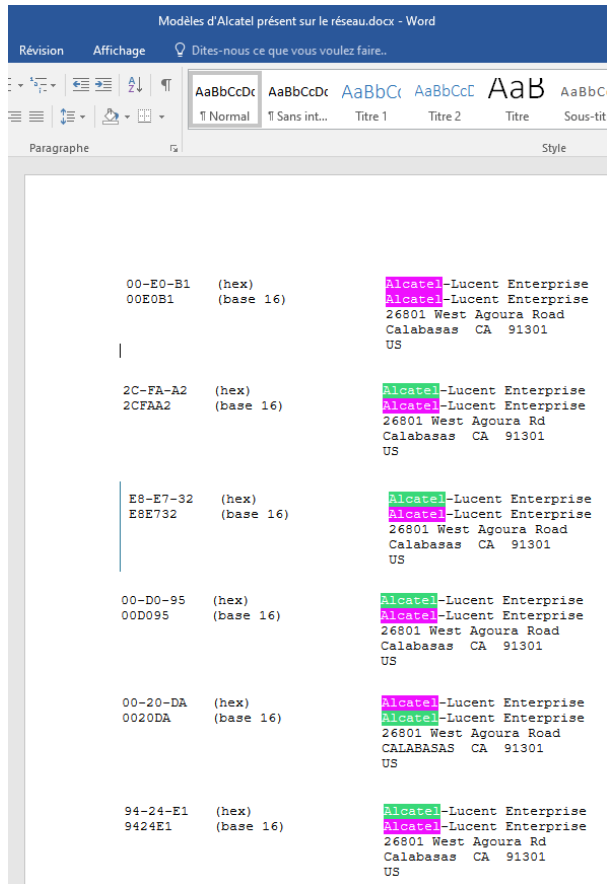 Modèles d'Alcatel présent sur le réseau.docx - Word
Révision Affichage Dites-nous ce que vous voulez faire..
AaBbCcDc AaBbCcDc AaBbC AaBbCcD AaB AaBbC
¶ Normal ¶ Sans int... Titre 1 Titre 2 Titre Sous-tit
Paragraphe Style
00-E0-B1 (hex) Alcatel-Lucent Enterprise
00E0B1 (base 16) Alcatel-Lucent Enterprise
26801 West Agoura Road
Calabasas CA 91301
US
2C-FA-A2 (hex) Alcatel-Lucent Enterprise
2CFAA2 (base 16) Alcatel-Lucent Enterprise
26801 West Agoura Rd
Calabasas CA 91301
US
E8-E7-32 (hex) Alcatel-Lucent Enterprise
E8E732 (base 16) Alcatel-Lucent Enterprise
26801 West Agoura Road
Calabasas CA 91301
US
00-D0-95 (hex) Alcatel-Lucent Enterprise
00D095 (base 16) Alcatel-Lucent Enterprise
26801 West Agoura Road
Calabasas CA 91301
US
00-20-DA (hex) Alcatel-Lucent Enterprise
0020DA (base 16) Alcatel-Lucent Enterprise
26801 West Agoura Road
CALABASAS CA 91301
US
94-24-E1 (hex) Alcatel-Lucent Enterprise
9424E1 (base 16) Alcatel-Lucent Enterprise
26801 West Agoura Rd
Calabasas CA 91301
US